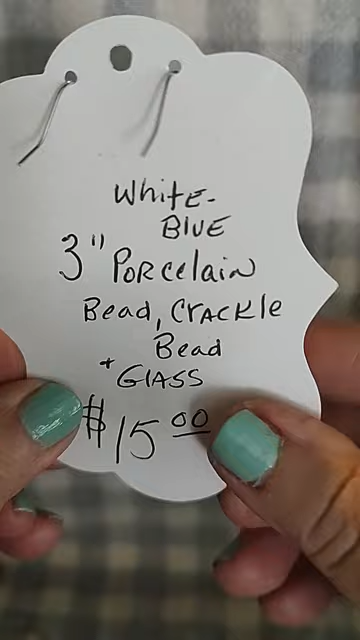 White-
Blue
3" Porcelain
Bead, Crackle
Bead
+ Glass
$15.00